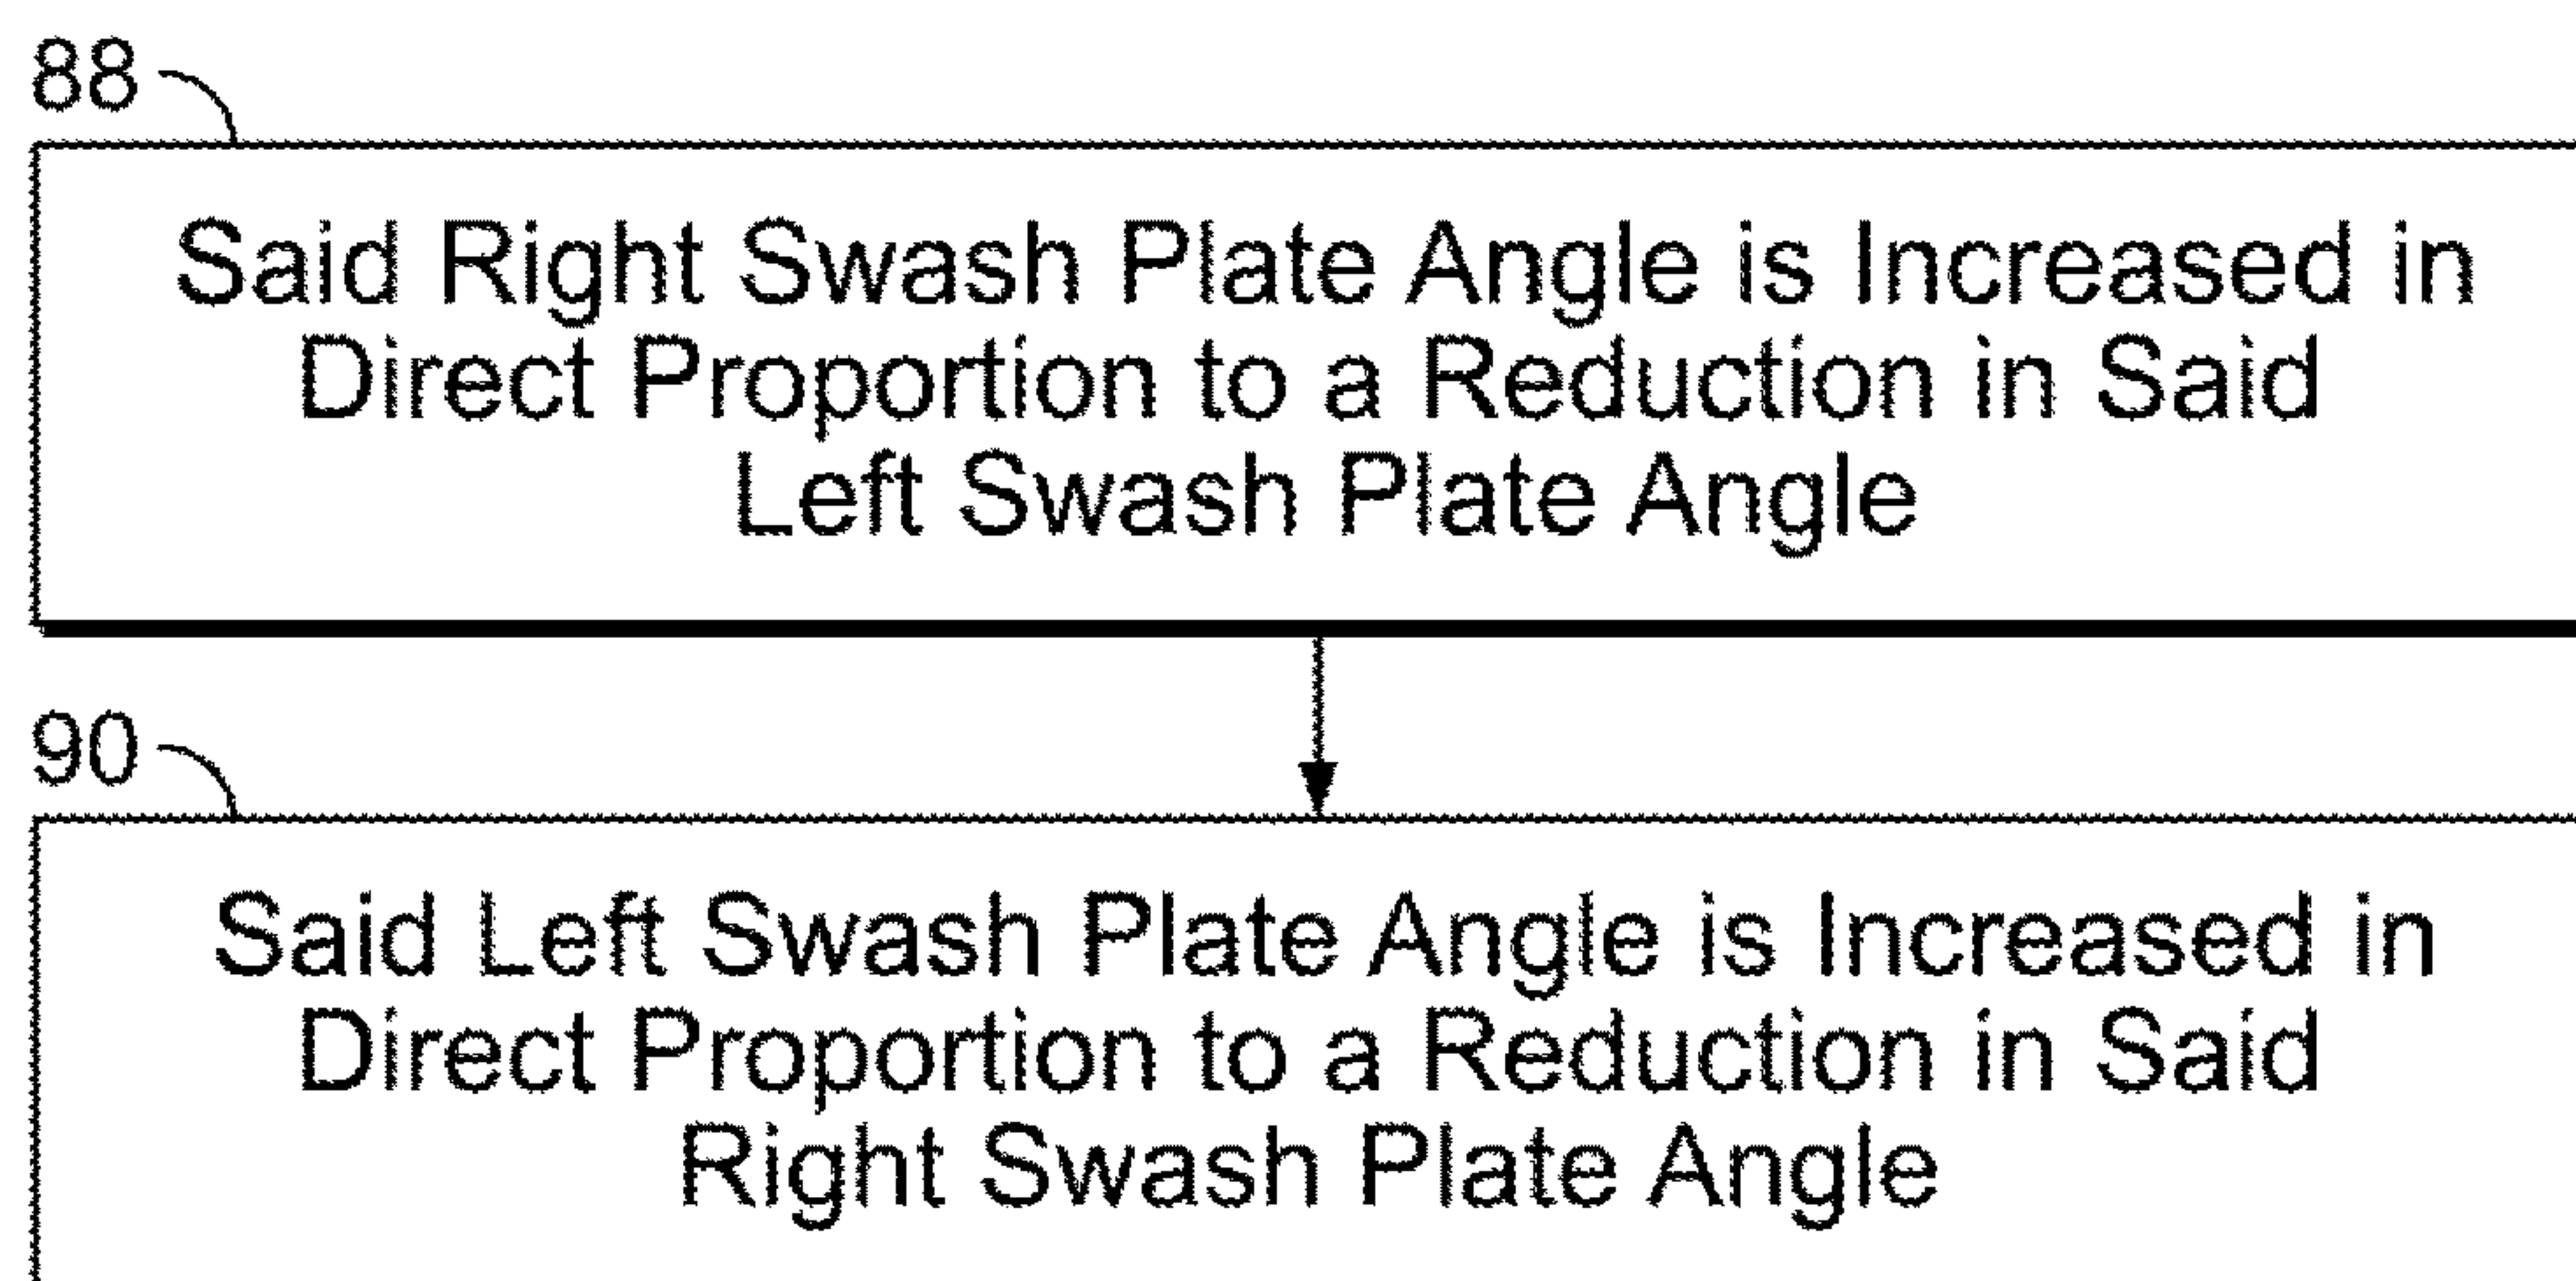 88
Said Right Swash Plate Angle is Increased in
Direct Proportion to a Reduction in Said
Left Swash Plate Angle
90
Said Left Swash Plate Angle is Increased in
Direct Proportion to a Reduction in Said
Right Swash Plate Angle